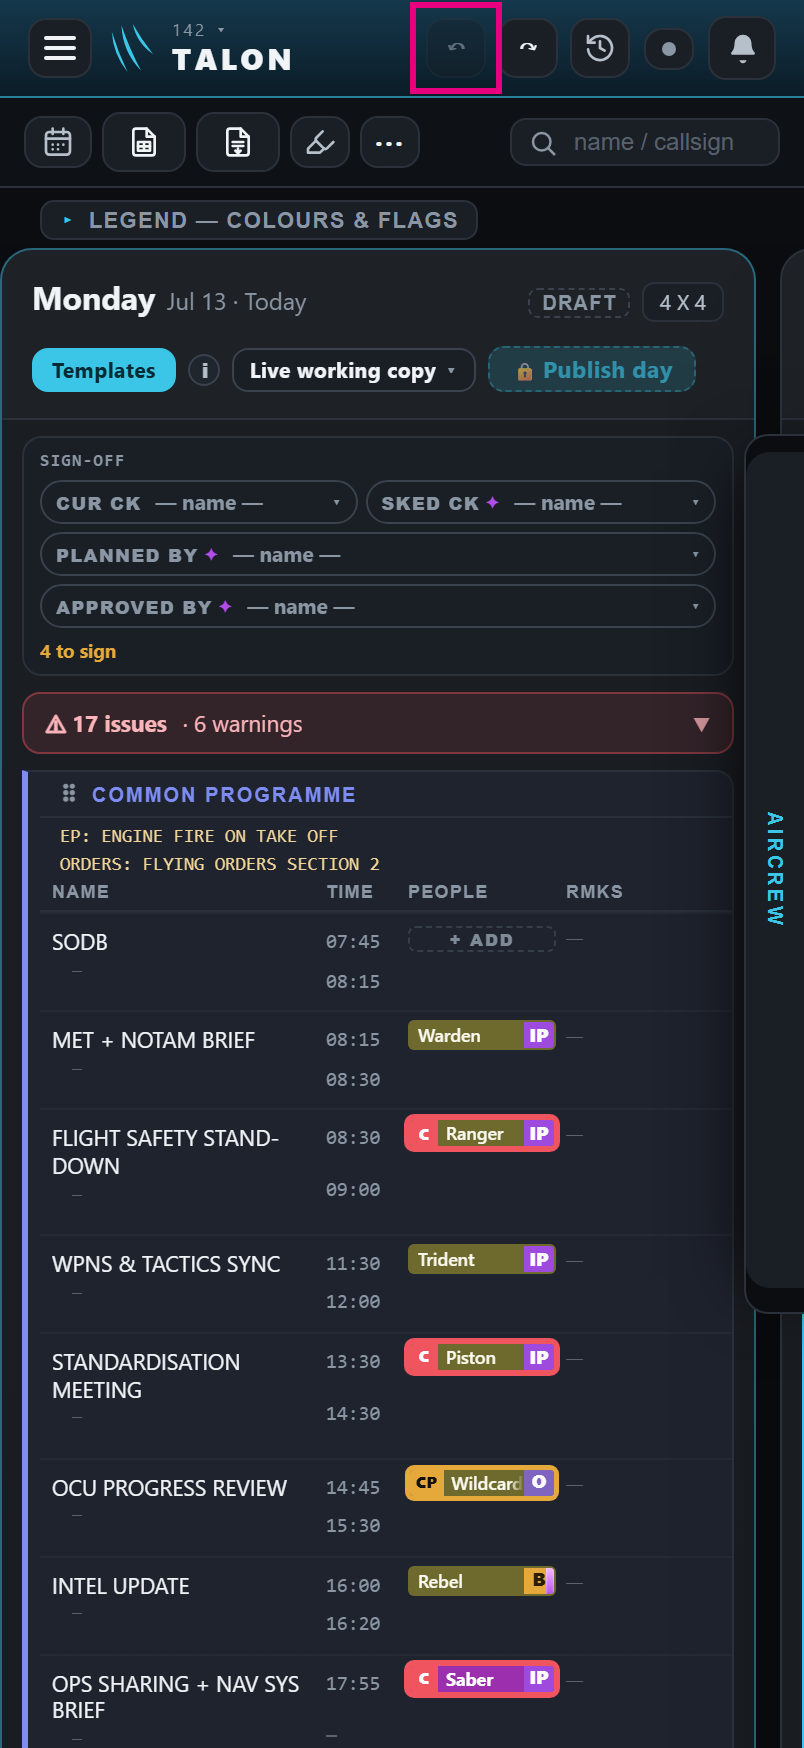 142
TALON
name / callsign
LEGEND — COLOURS & FLAGS
Monday Jul 13 · Today
DRAFT
4 X 4
Templates
i
Live working copy
Publish day
SIGN-OFF
CUR CK — name —
SKED CK — name —
PLANNED BY — name —
APPROVED BY — name —
4 to sign
17 issues · 6 warnings
AIRCREW
COMMON PROGRAMME
EP: ENGINE FIRE ON TAKE OFF
ORDERS: FLYING ORDERS SECTION 2
NAME TIME PEOPLE RMKS
SODB 07:45 + ADD —
— 08:15
MET + NOTAM BRIEF 08:15 Warden IP —
— 08:30
FLIGHT SAFETY STAND- 08:30 C Ranger IP —
DOWN
— 09:00
WPNS & TACTICS SYNC 11:30 Trident IP —
— 12:00
STANDARDISATION 13:30 C Piston IP —
MEETING
— 14:30
OCU PROGRESS REVIEW 14:45 CP Wildcard O —
— 15:30
INTEL UPDATE 16:00 Rebel B —
— 16:20
OPS SHARING + NAV SYS 17:55 C Saber IP —
BRIEF
— —